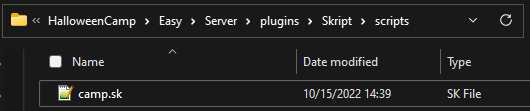 « HalloweenCamp > Easy > Server > plugins > Skript > scripts
Name Date modified Type
camp.sk 10/15/2022 14:39 SK File